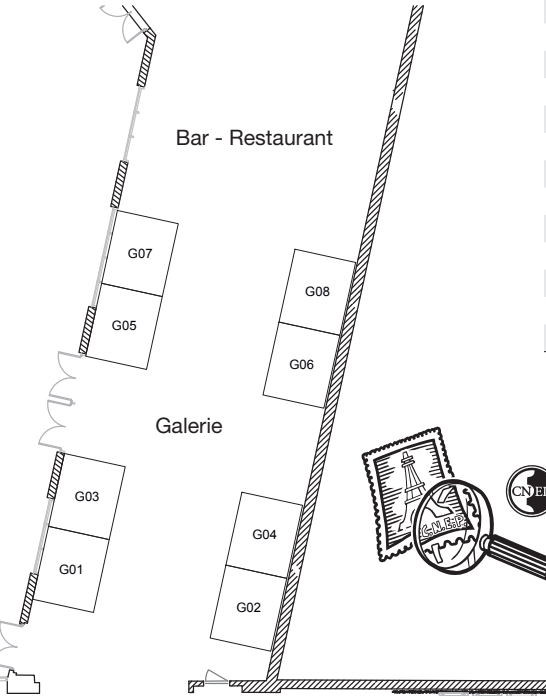 Bar - Restaurant
G07
G08
G05
G06
Galerie
G03
G04
G01
G02
C.N.E.P.